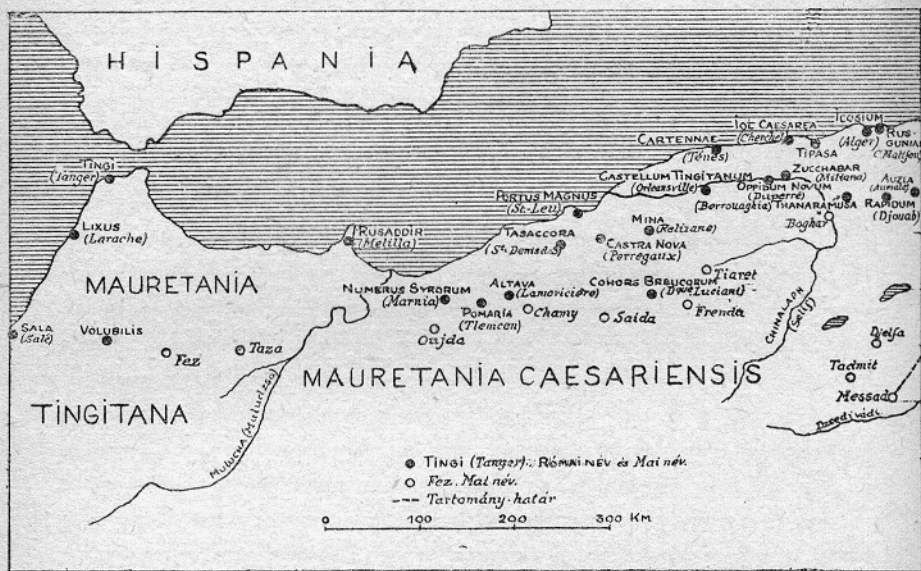 HISPANIA
TINGI
(Tanger)
LIXUS
(Larache)
MAURETANIA
SALA
(Salé)
VOLUBILIS
Fez
Taza
TINGITANA
MULUCHA
RUSADDIR
(Melilla)
NUMERUS SYRORUM
(Marnia)
POMARIA
(Tlemcen)
Oujda
ALTAVA
(Lamoricière)
Chamy
PORTUS MAGNUS
(St.-Leu)
TASACCORA
CASTRA NOVA
(Perregaux)
MINA
(Relizane)
Saida
COHORS BREUCORUM
Frenda
Tiaret
CARTENNAE
(Ténés)
CASTELLUM TINGITANUM
(Orleansville)
IOL CAESAREA
(Cherchel)
TIPASA
ICOSIUM
(Alger)
RUS
GUNIAE
ZUCCHABAR
(Miliana)
OPPIDUM NOVUM
(Duperré)
(Berrouaghia)
THANARAMUSA
Boghar
AUZIA
(Aumale)
RAPIDUM
(Djouab)
CHINALAPH
Djelfa
Tadmit
Messad
MAURETANIA CAESARIENSIS
TINGI (Tanger). RÓMAI NÉV és Mai név.
Fez. Mai név.
Tartomány-határ
0 100 200 300 KM